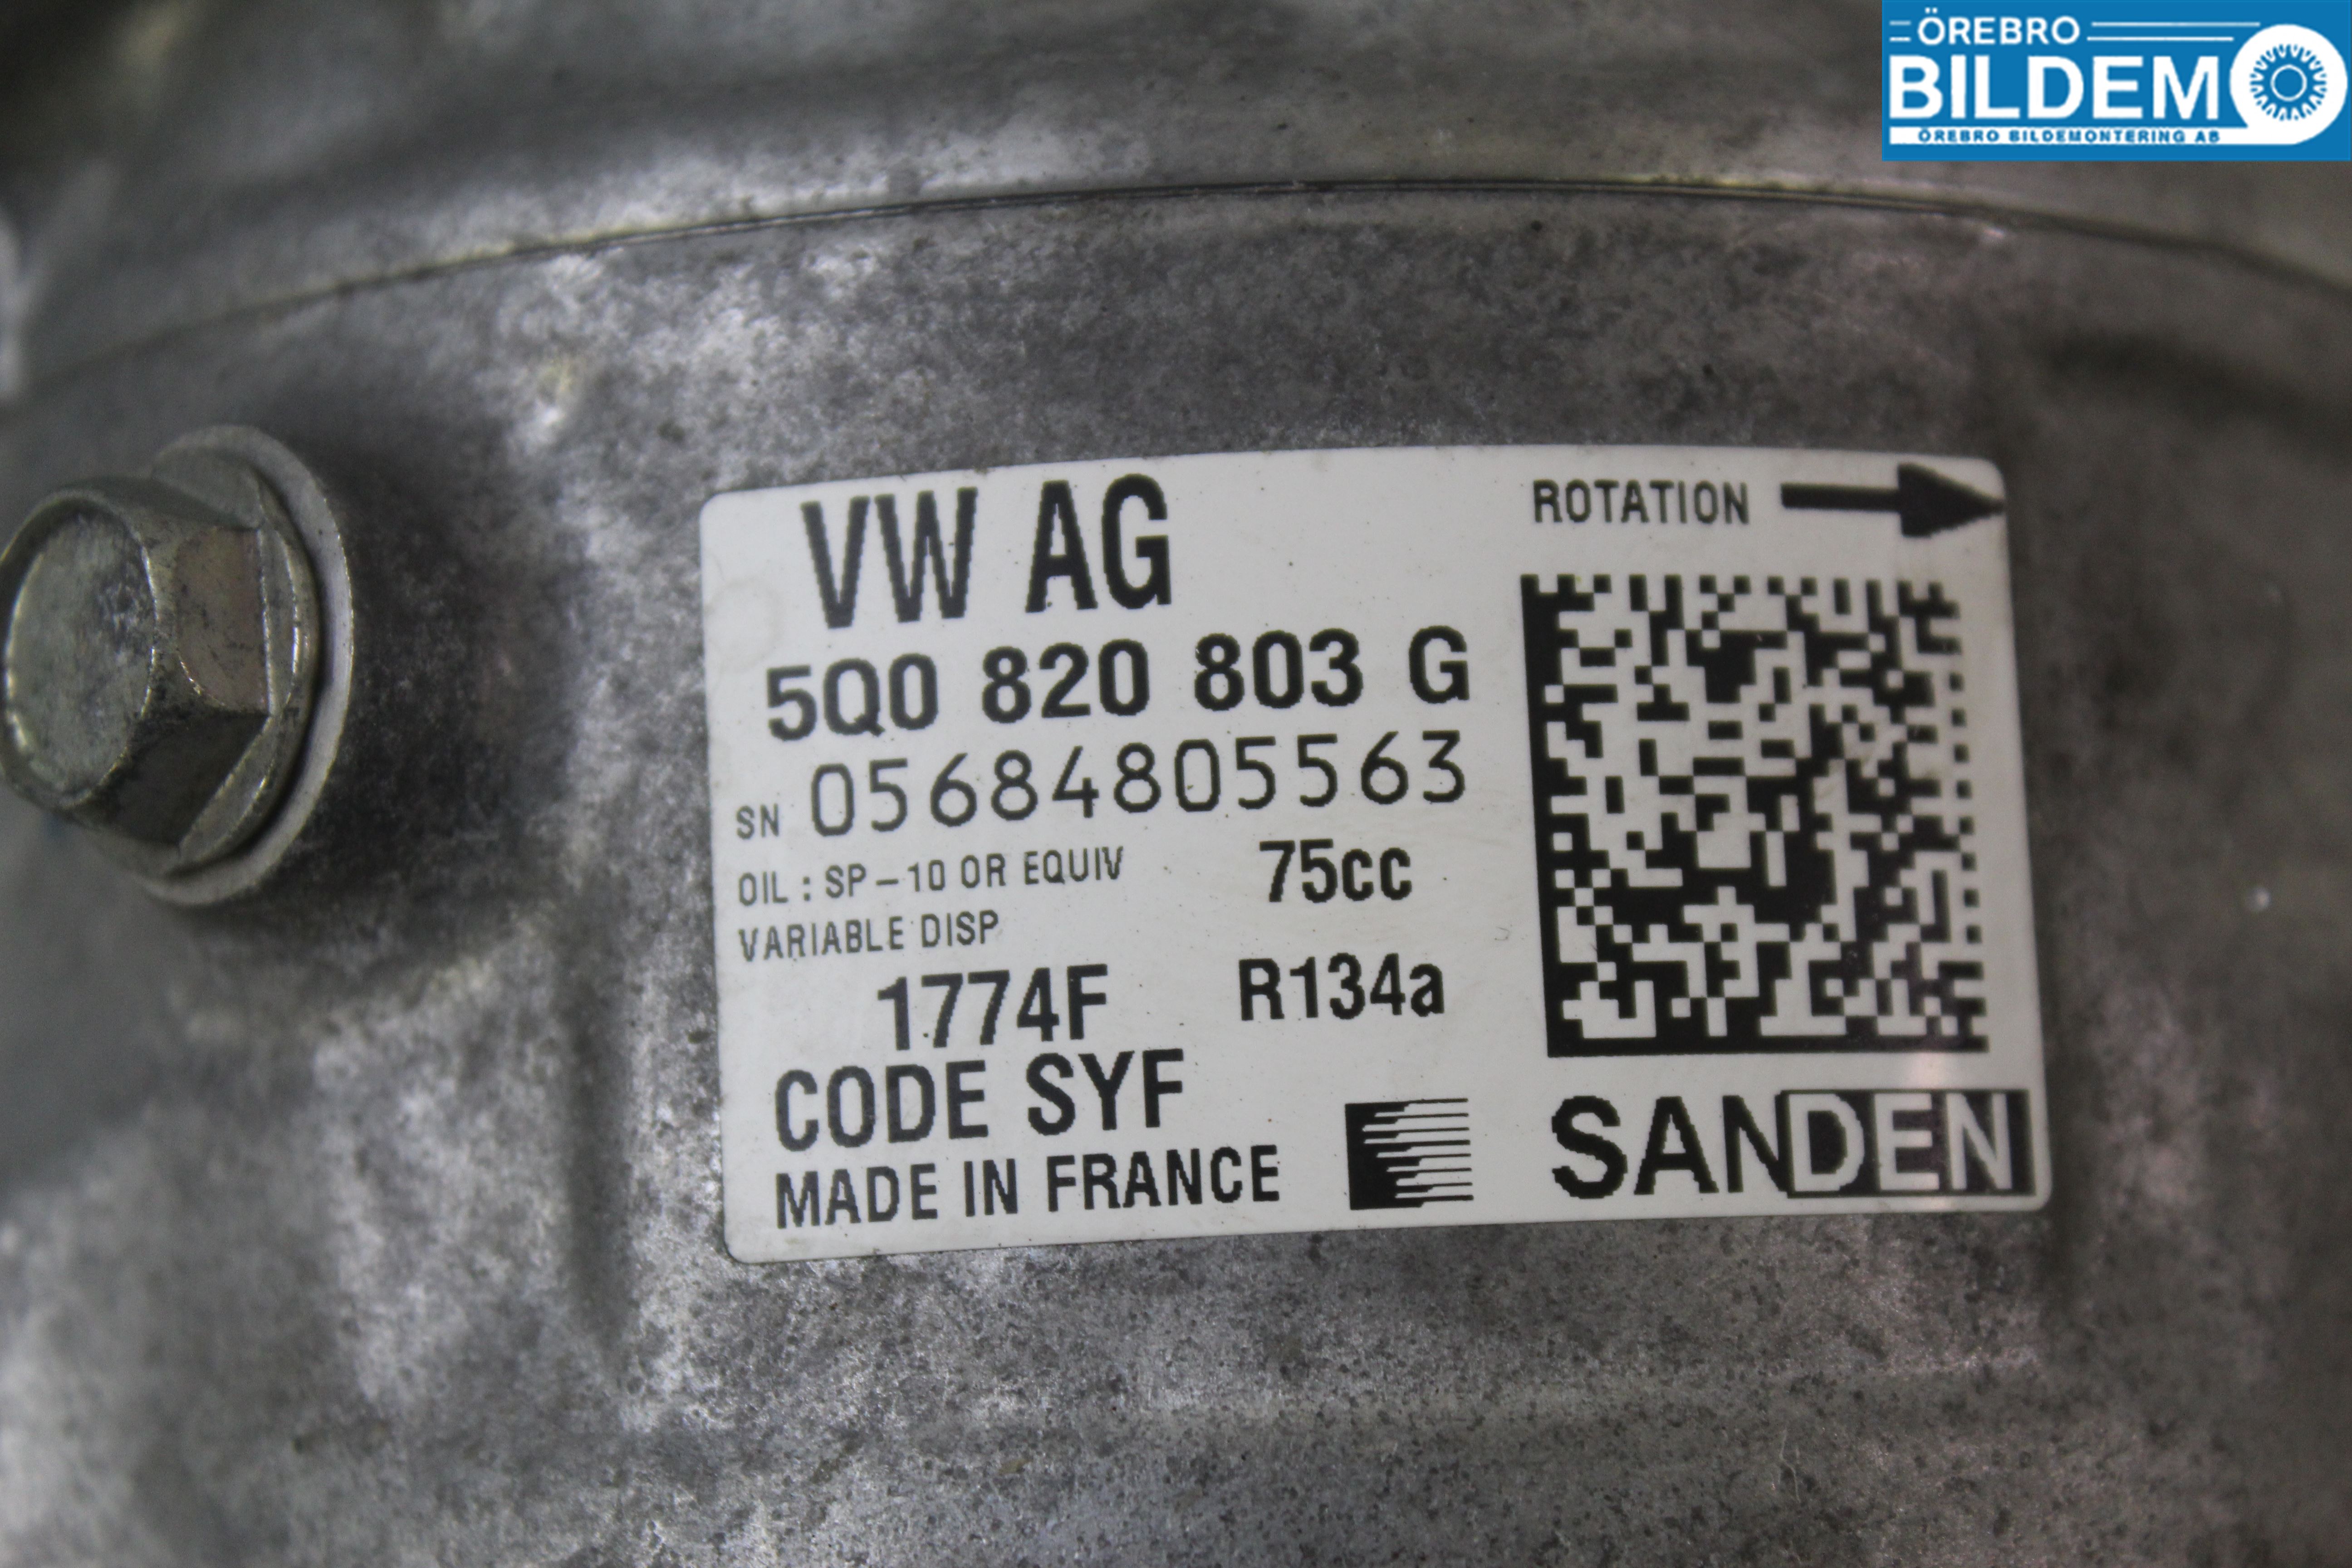 ÖREBRO
BILDEMO
ÖREBRO BILDEMONTERING AB
VW AG
ROTATION
5Q0 820 803 G
SN 05684805563
OIL : SP-10 OR EQUIV 75cc
VARIABLE DISP
1774F R134a
CODE SYF
MADE IN FRANCE
SANDEN